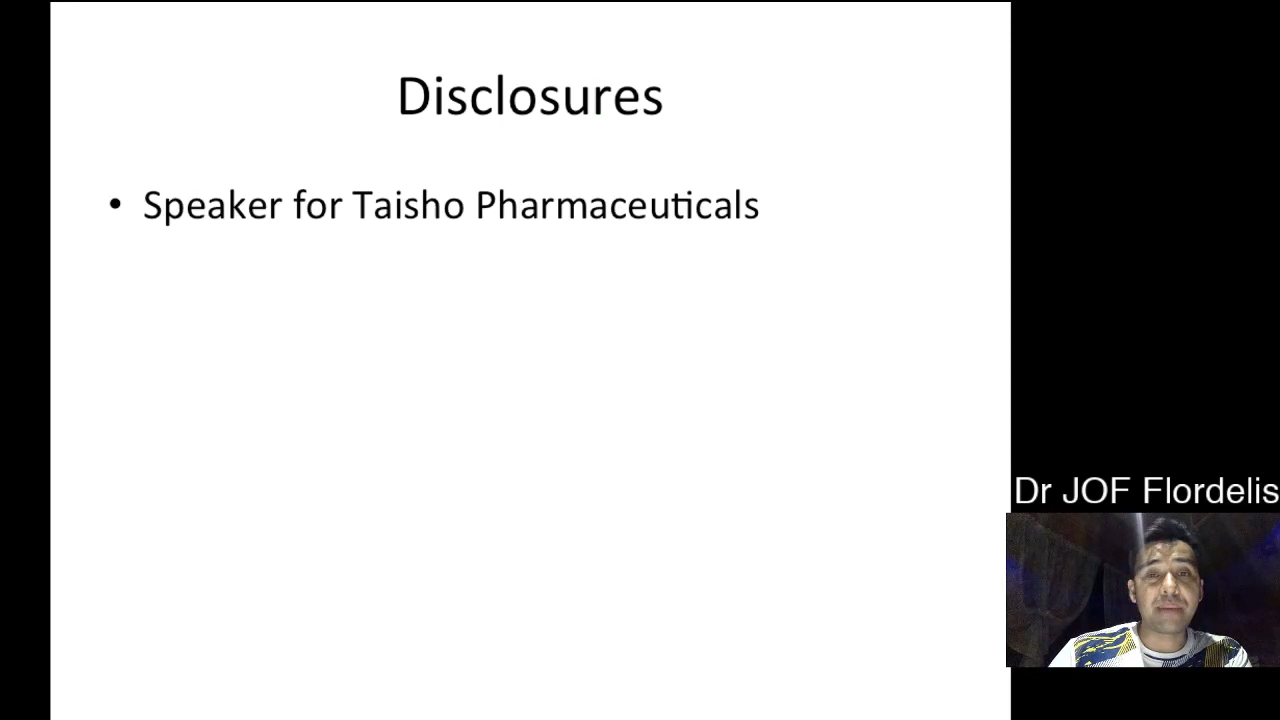 Disclosures
• Speaker for Taisho Pharmaceuticals
Dr JOF Flordelis